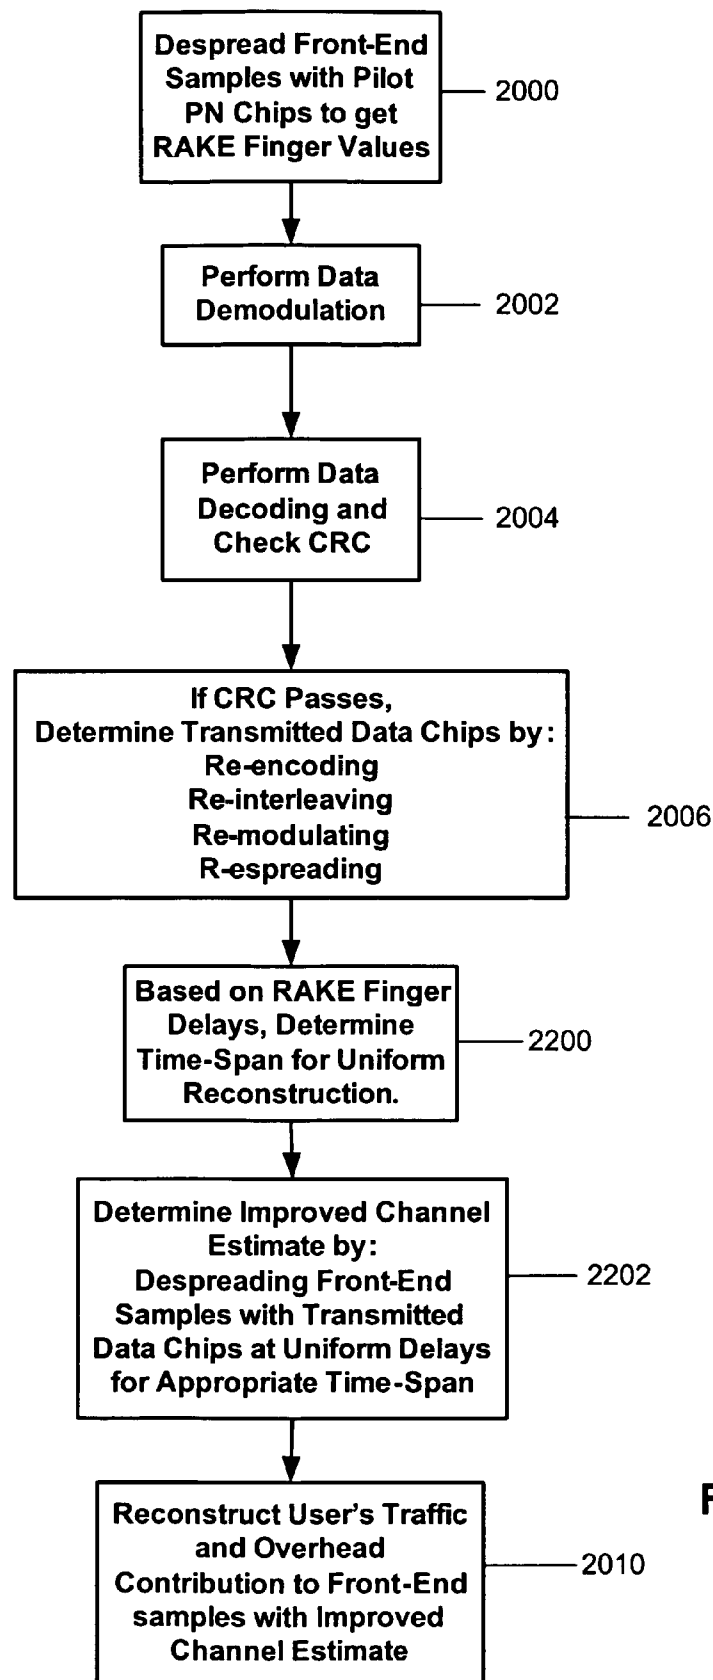 Despread Front-End
Samples with Pilot
PN Chips to get
RAKE Finger Values
2000
Perform Data
Demodulation
2002
Perform Data
Decoding and
Check CRC
2004
If CRC Passes,
Determine Transmitted Data Chips by:
Re-encoding
Re-interleaving
Re-modulating
R-espreading
2006
Based on RAKE Finger
Delays, Determine
Time-Span for Uniform
Reconstruction.
2200
Determine Improved Channel
Estimate by:
Despreading Front-End
Samples with Transmitted
Data Chips at Uniform Delays
for Appropriate Time-Span
2202
F
Reconstruct User's Traffic
and Overhead
Contribution to Front-End
samples with Improved
Channel Estimate
2010